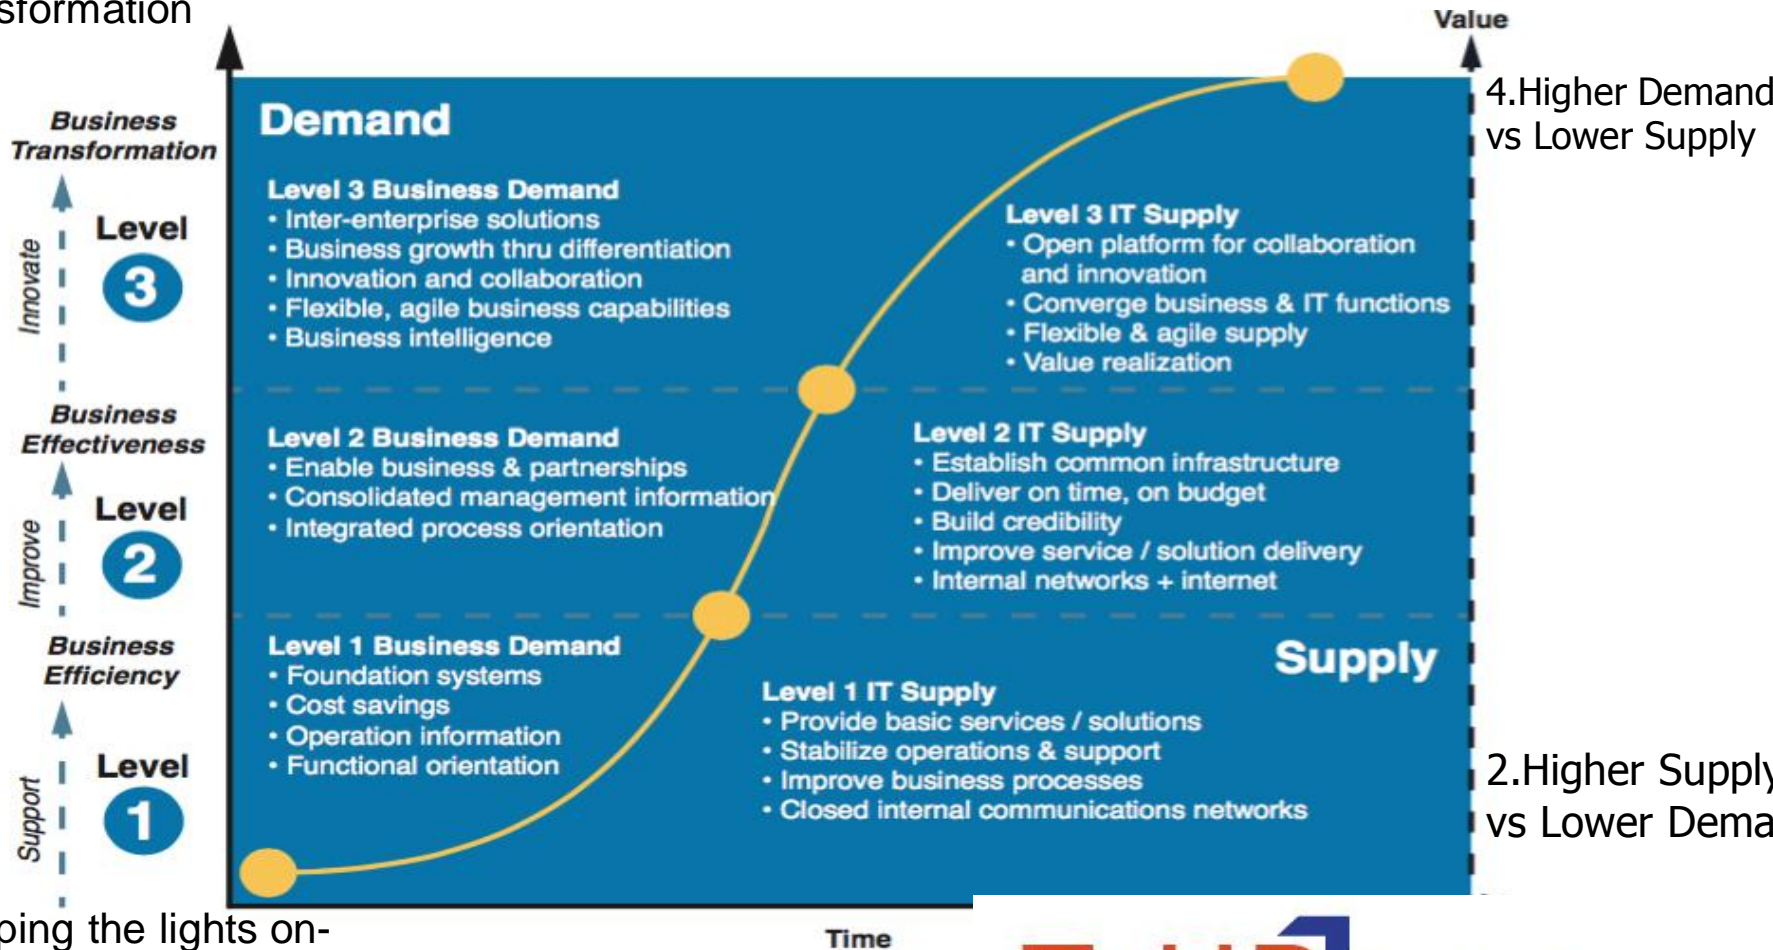 sformation
Value
4.Higher Demand
vs Lower Supply
Business
Transformation
Innovate
Level
3
Business
Effectiveness
Improve
Level
2
Business
Efficiency
Support
Level
1
Demand
Level 3 Business Demand
• Inter-enterprise solutions
• Business growth thru differentiation
• Innovation and collaboration
• Flexible, agile business capabilities
• Business intelligence
Level 3 IT Supply
• Open platform for collaboration
and innovation
• Converge business & IT functions
• Flexible & agile supply
• Value realization
Level 2 Business Demand
• Enable business & partnerships
• Consolidated management information
• Integrated process orientation
Level 2 IT Supply
• Establish common infrastructure
• Deliver on time, on budget
• Build credibility
• Improve service / solution delivery
• Internal networks + internet
Level 1 Business Demand
• Foundation systems
• Cost savings
• Operation information
• Functional orientation
Supply
Level 1 IT Supply
• Provide basic services / solutions
• Stabilize operations & support
• Improve business processes
• Closed internal communications networks
2.Higher Supply
vs Lower Dema
ping the lights on-
Time